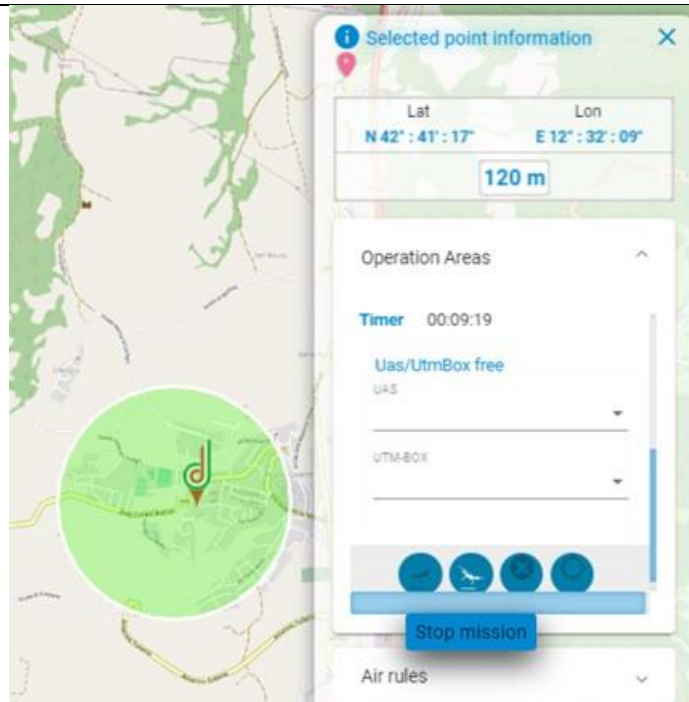 Selected point information
Lat Lon
N 42° : 41' : 17" E 12° : 32' : 09"
120 m
Operation Areas
Timer 00:09:19
Uas/UtmBox free
UAS
UTM-BOX
Stop mission
Air rules
M